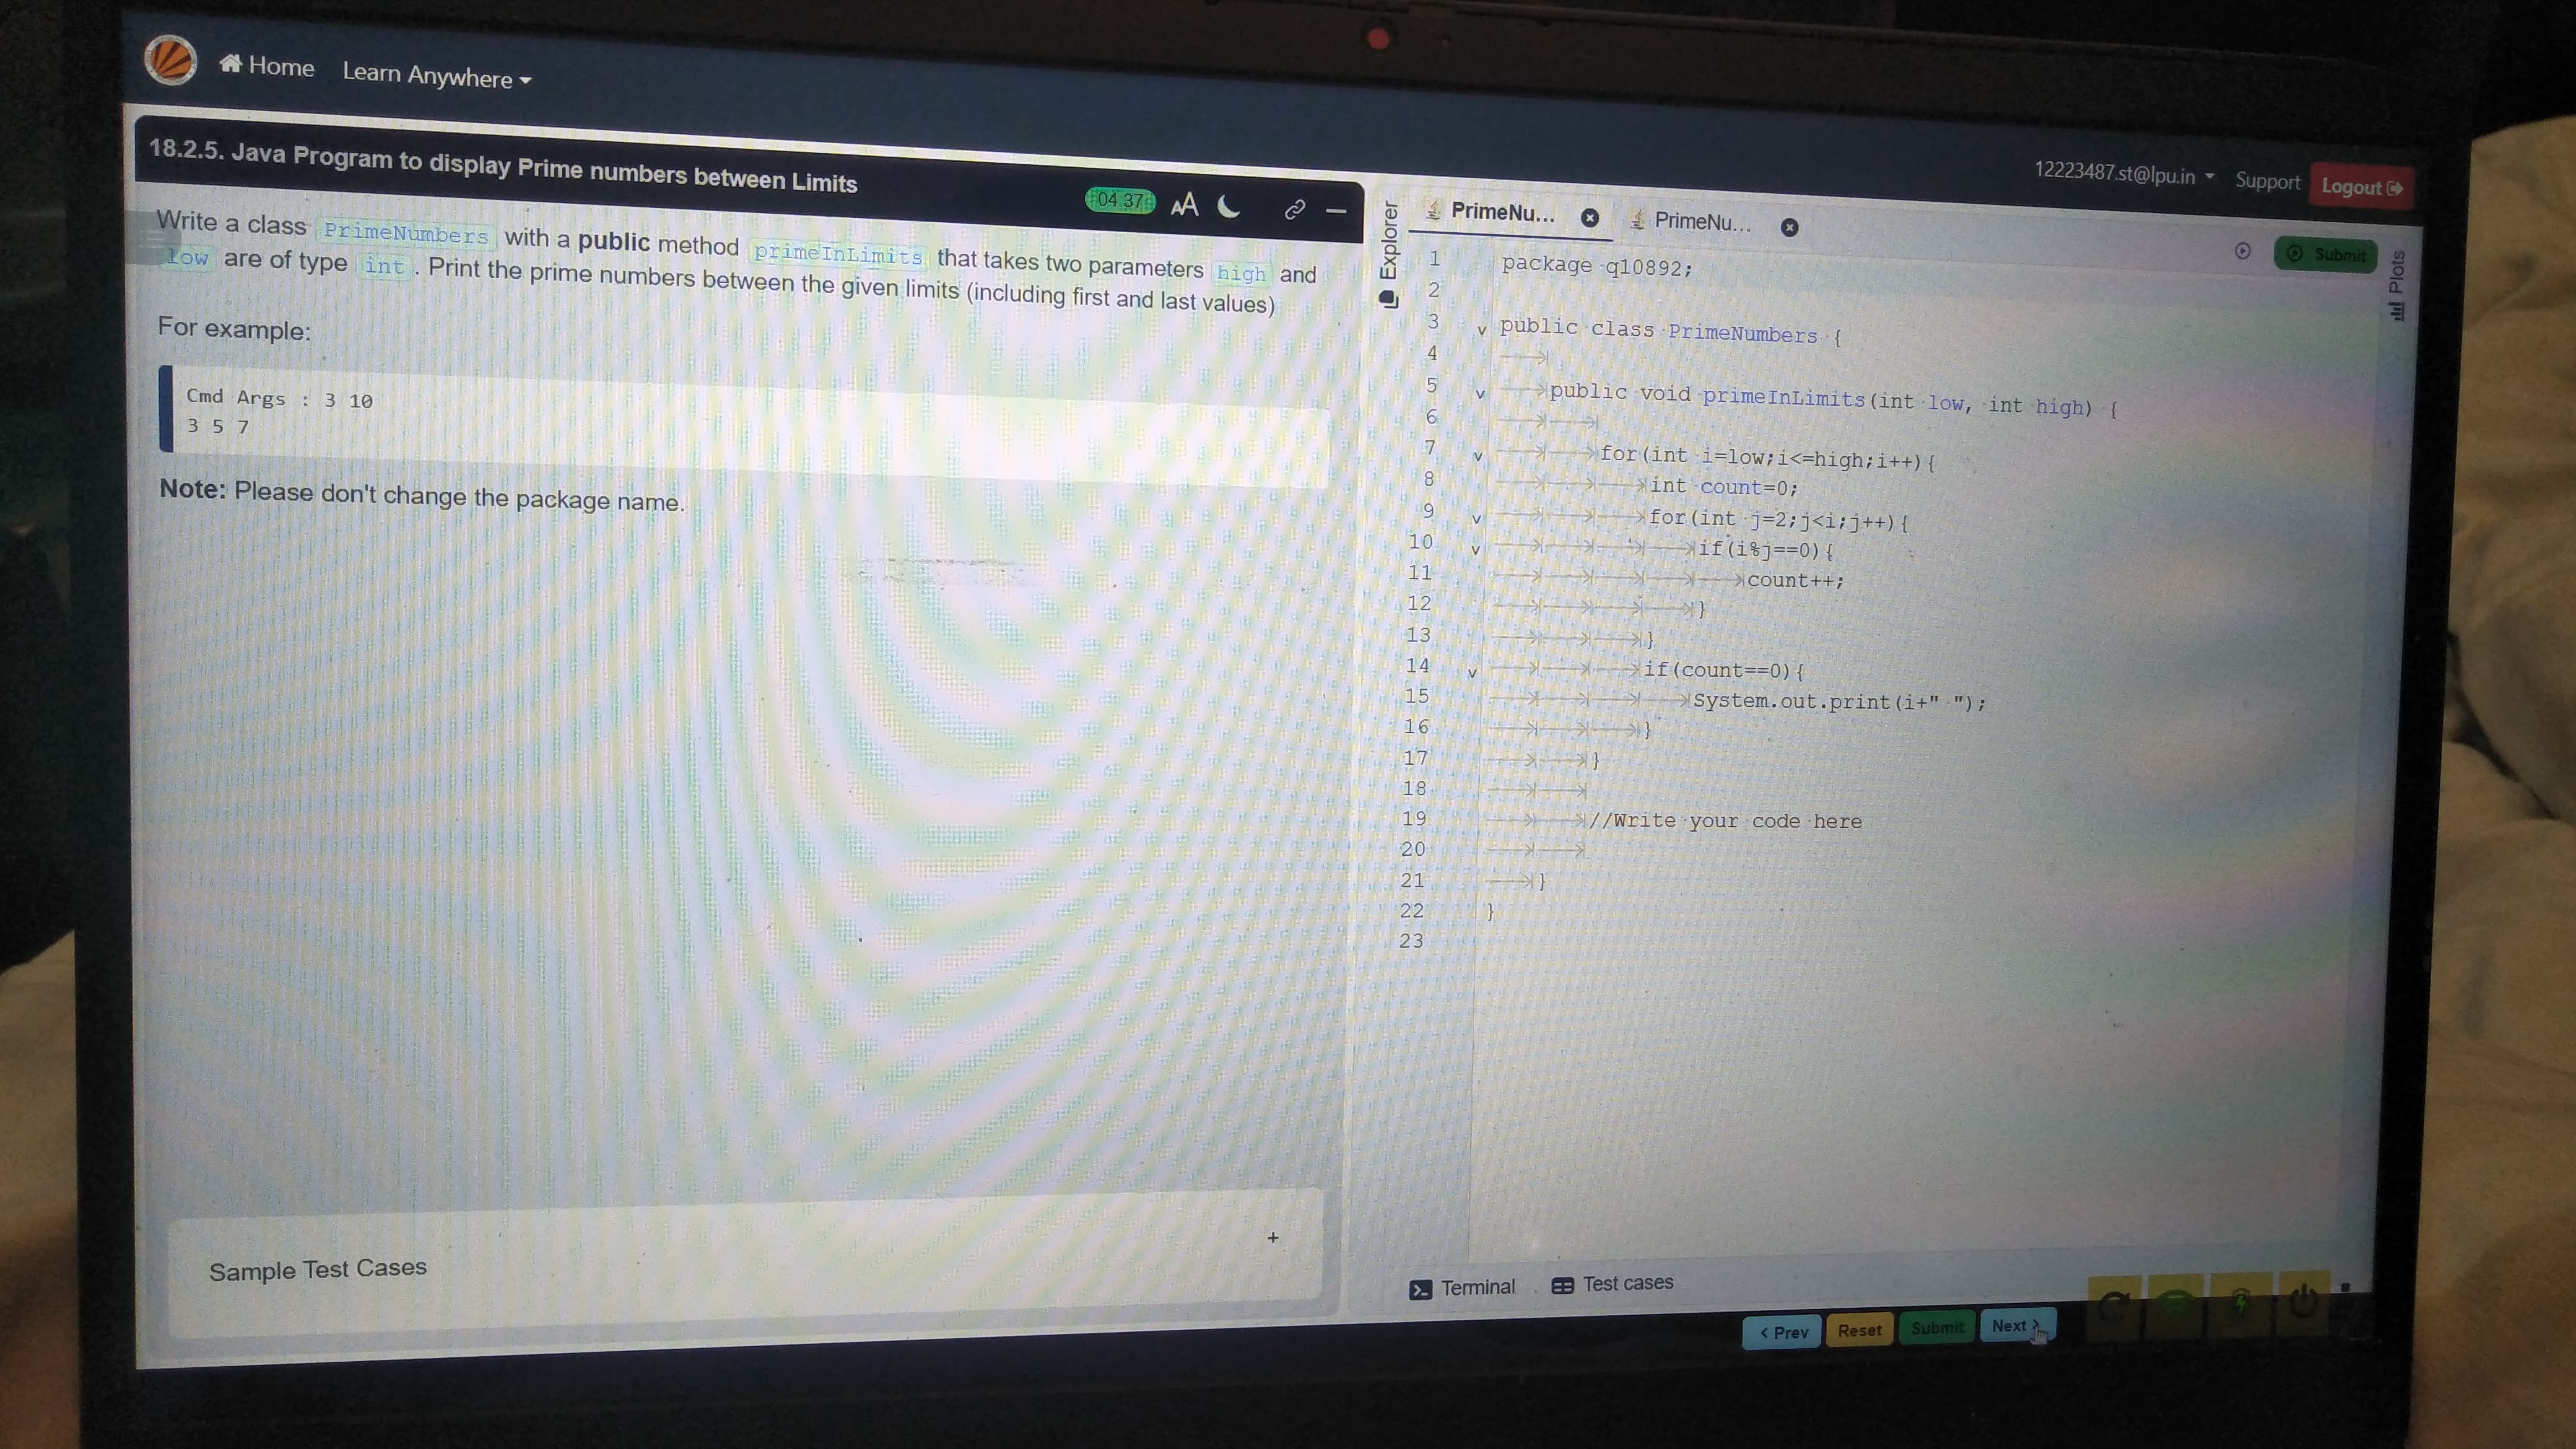 Home
Learn Anywhere
12223487.st@lpu.in
Support
Logout
18.2.5. Java Program to display Prime numbers between Limits
04:37
AA
Write a class PrimeNumbers with a public method primeInLimits that takes two parameters high and
low are of type int. Print the prime numbers between the given limits (including first and last values)
For example:
Cmd Args : 3 10
3 5 7
Note: Please don't change the package name.
Sample Test Cases
+
Explorer
PrimeNu...
PrimeNu...
Submit
Plots
1 package q10892;
2
3 public class PrimeNumbers {
4
5 public void primeInLimits(int low, int high) {
6
7 for(int i=low;i<=high;i++){
8 int count=0;
9 for(int j=2;j<i;j++){
10 if(i%j==0){
11 count++;
12 }
13 }
14 if(count==0){
15 System.out.print(i+" ");
16 }
17 }
18
19 //Write your code here
20
21 }
22 }
23
Terminal
Test cases
< Prev
Reset
Submit
Next >